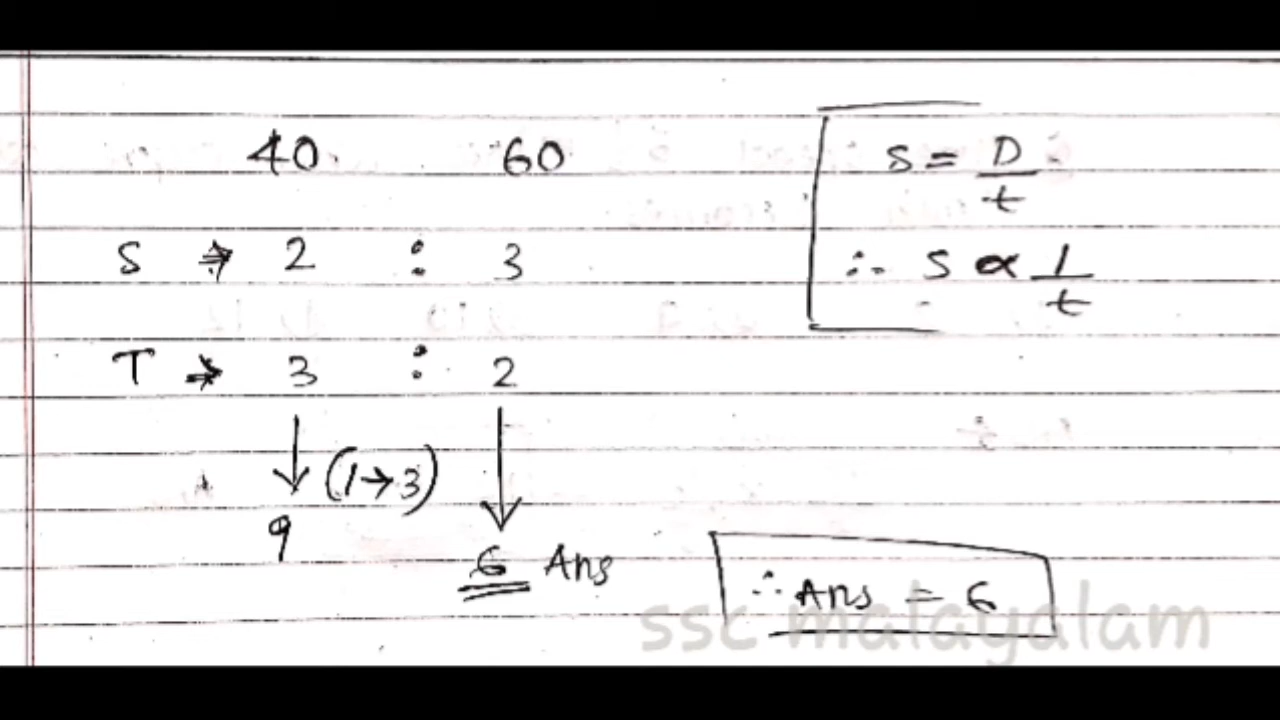 40 60
S → 2 : 3
T → 3 : 2
(1→3)
9
6 Ans
S = D/t
∴ S ∝ 1/t
∴ Ans = 6
ssc malayalam